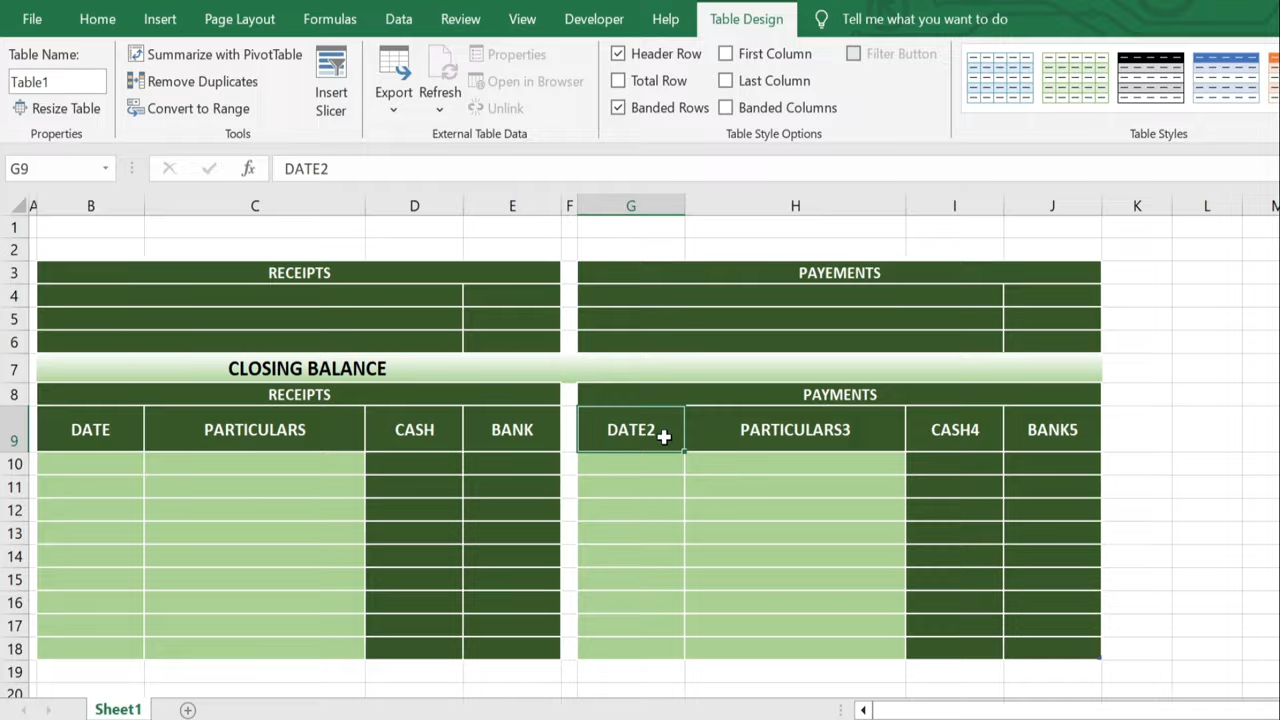 File Home Insert Page Layout Formulas Data Review View Developer Help Table Design Tell me what you want to do
Table Name:
Table1
Resize Table
Properties
Summarize with PivotTable
Remove Duplicates
Convert to Range
Insert
Slicer
Tools
Export
Refresh
Properties
Open in Browser
Unlink
External Table Data
Header Row First Column Filter Button
Total Row Last Column
Banded Rows Banded Columns
Table Style Options
Table Styles
G9 fx DATE2
A B C D E F G H I J K L M
1
2
3 RECEIPTS PAYEMENTS
4
5
6
7 CLOSING BALANCE
8 RECEIPTS PAYMENTS
9 DATE PARTICULARS CASH BANK DATE2 PARTICULARS3 CASH4 BANK5
10
11
12
13
14
15
16
17
18
19
20
Sheet1